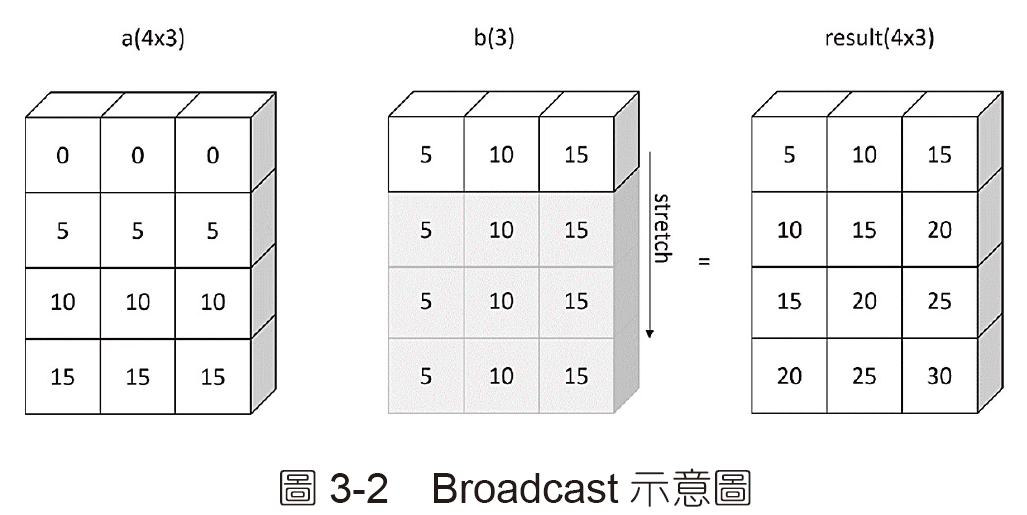 a(4x3) b(3) result(4x3)
0 0 0 5 10 15 5 10 15
5 5 5 5 10 15 10 15 20
stretch
=
10 10 10 5 10 15 15 20 25
15 15 15 5 10 15 20 25 30
圖 3-2 Broadcast 示意圖